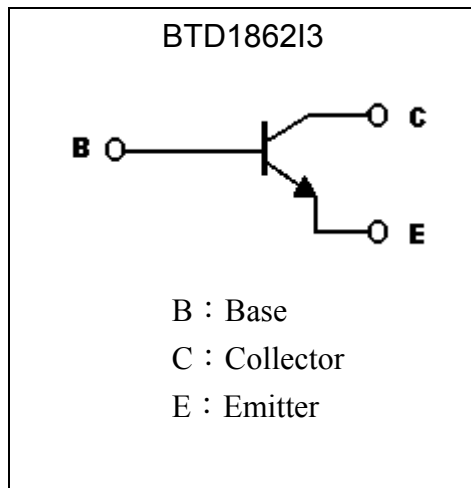 BTD1862I3
C
B
E
B：Base
C：Collector
E：Emitter